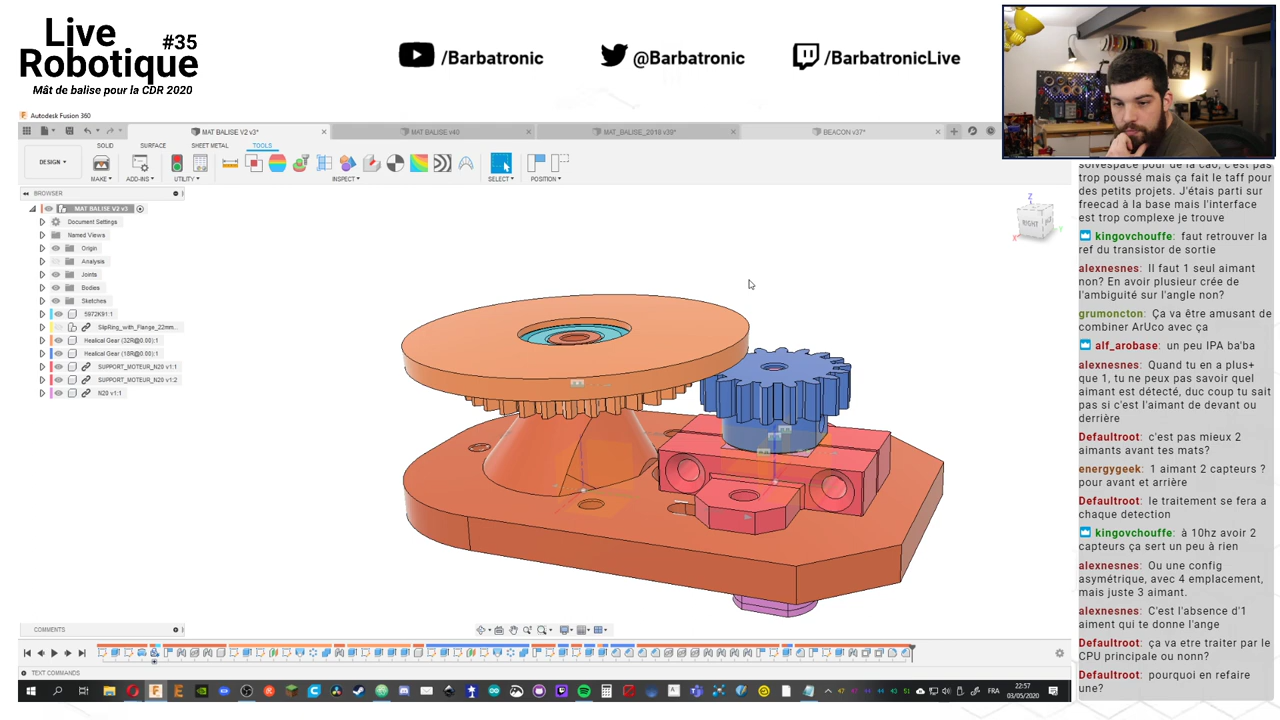 Live
Robotique #35
Mât de balise pour la CDR 2020
/Barbatronic
@Barbatronic
/BarbatronicLive
Autodesk Fusion 360
MAT BALISE V2 v3*
MAT BALISE v40
MAT_BALISE_2018 v39*
BEACON v37*
SOLID
SURFACE
SHEET METAL
TOOLS
DESIGN
MAKE
ADD-INS
UTILITY
INSPECT
SELECT
POSITION
BROWSER
MAT BALISE V2 v3
Document Settings
Named Views
Origin
Analysis
Joints
Bodies
Sketches
5972K91:1
SlipRing_with_Flange_22mm...
Healical Gear (32R@0.00):1
Healical Gear (18R@0.00):1
SUPPORT_MOTEUR_N20 v1:1
SUPPORT_MOTEUR_N20 v1:2
N20 v1:1
Z
RIGHT
solvespace pour de la cao, c'est pas
trop poussé mais ça fait le taff pour
des petits projets. J'étais parti sur
freecad à la base mais l'interface
est trop complexe je trouve
kingovchouffe: faut retrouver la
ref du transistor de sortie
alexnesnes: Il faut 1 seul aimant
non? En avoir plusieur crée de
l'ambiguité sur l'angle non?
grumoncton: Ça va être amusant de
combiner ArUco avec ça
alf_arobase: un peu IPA ba'ba
alexnesnes: Quand tu en a plus+
que 1, tu ne peux pas savoir quel
aimant est détecté, duc coup tu sait
pas si c'est l'aimant de devant ou
derrière
Defaultroot: c'est pas mieux 2
aimants avant tes mats?
energygeek: 1 aimant 2 capteurs ?
pour avant et arrière
Defaultroot: le traitement se fera a
chaque detection
kingovchouffe: à 10hz avoir 2
capteurs ça sert un peu à rien
alexnesnes: Ou une config
asymétrique, avec 4 emplacement,
mais juste 3 aimant.
alexnesnes: C'est l'absence d'1
aiment qui te donne l'ange
Defaultroot: ça va etre traiter par le
CPU principale ou nonn?
Defaultroot: pourquoi en refaire
une?
COMMENTS
TEXT COMMANDS
FRA
22:57
03/05/2020